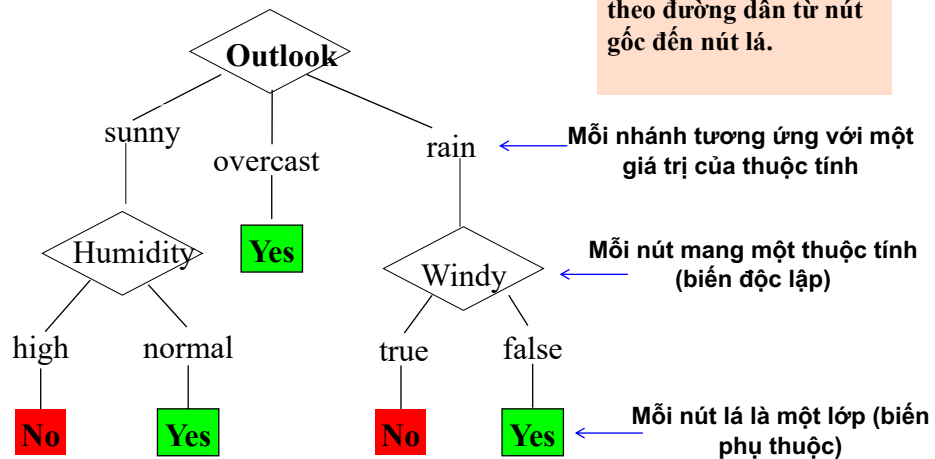 theo đường dẫn từ nút
gốc đến nút lá.
Outlook
sunny
overcast
rain
Mỗi nhánh tương ứng với một
giá trị của thuộc tính
Humidity
Yes
Windy
Mỗi nút mang một thuộc tính
(biến độc lập)
high
normal
true
false
No
Yes
No
Yes
Mỗi nút lá là một lớp (biến
phụ thuộc)